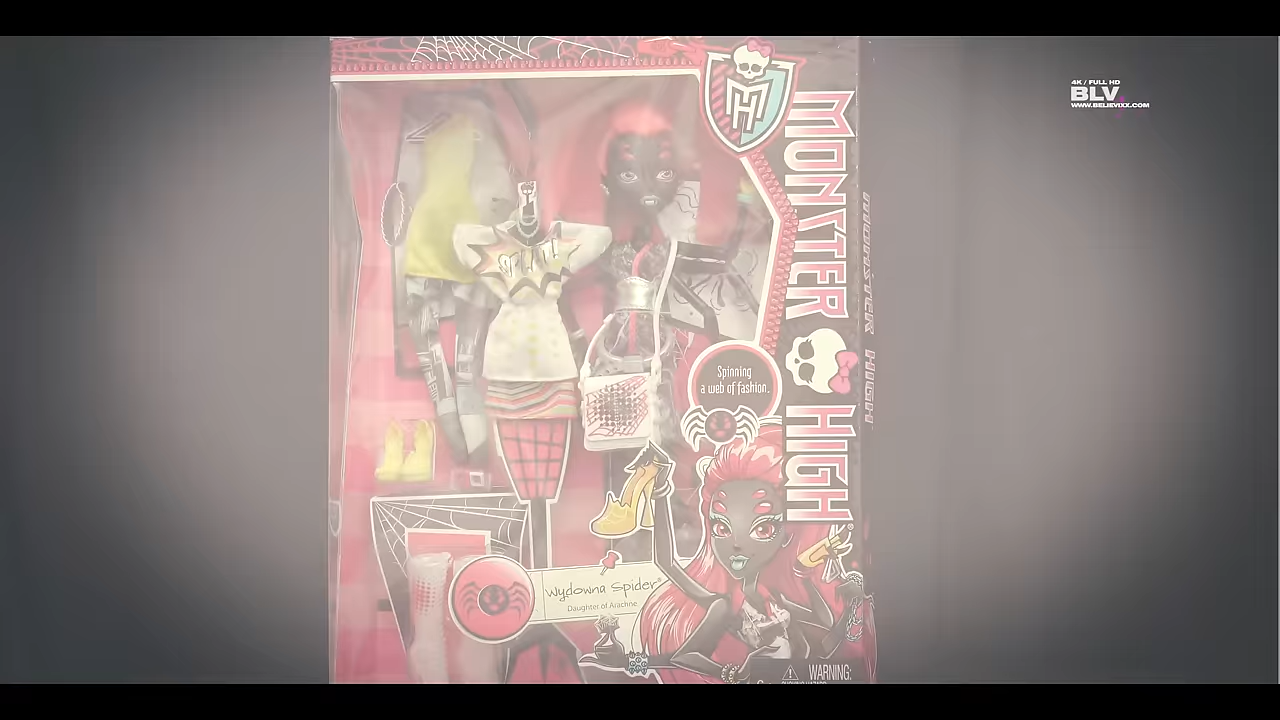 4K / FULL HD
BLV
WWW.BELIEVIXX.COM
MONSTER HIGH
MONSTER HIGH
MH
Spinning
a web of fashion.
Wydowna Spider®
Daughter of Arachne
WARNING: